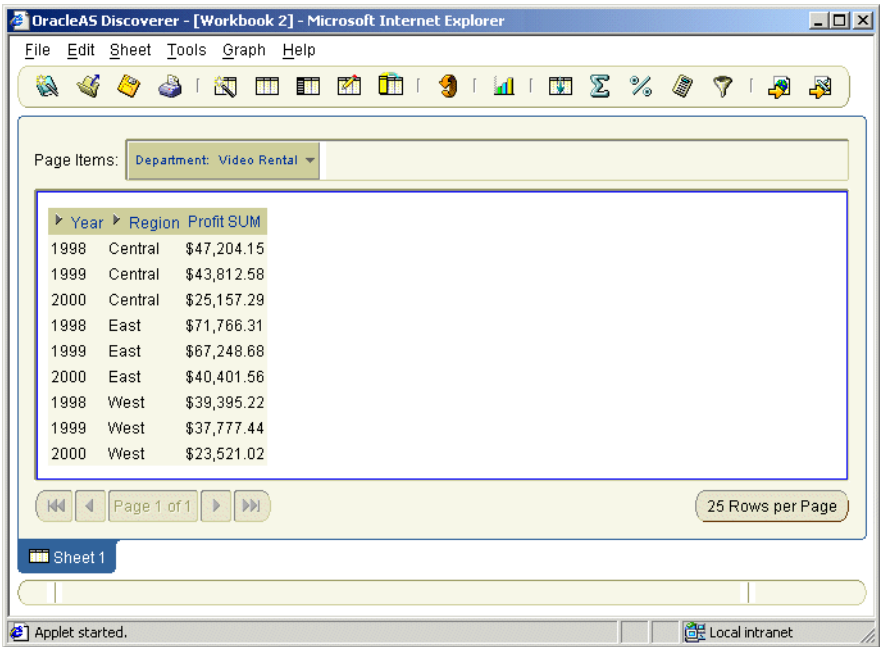 OracleAS Discoverer - [Workbook 2] - Microsoft Internet Explorer
File Edit Sheet Tools Graph Help
Page Items: Department: Video Rental
Year Region Profit SUM
1998 Central $47,204.15
1999 Central $43,812.58
2000 Central $25,157.29
1998 East $71,766.31
1999 East $67,248.68
2000 East $40,401.56
1998 West $39,395.22
1999 West $37,777.44
2000 West $23,521.02
Page 1 of 1 25 Rows per Page
Sheet 1
Applet started. Local intranet